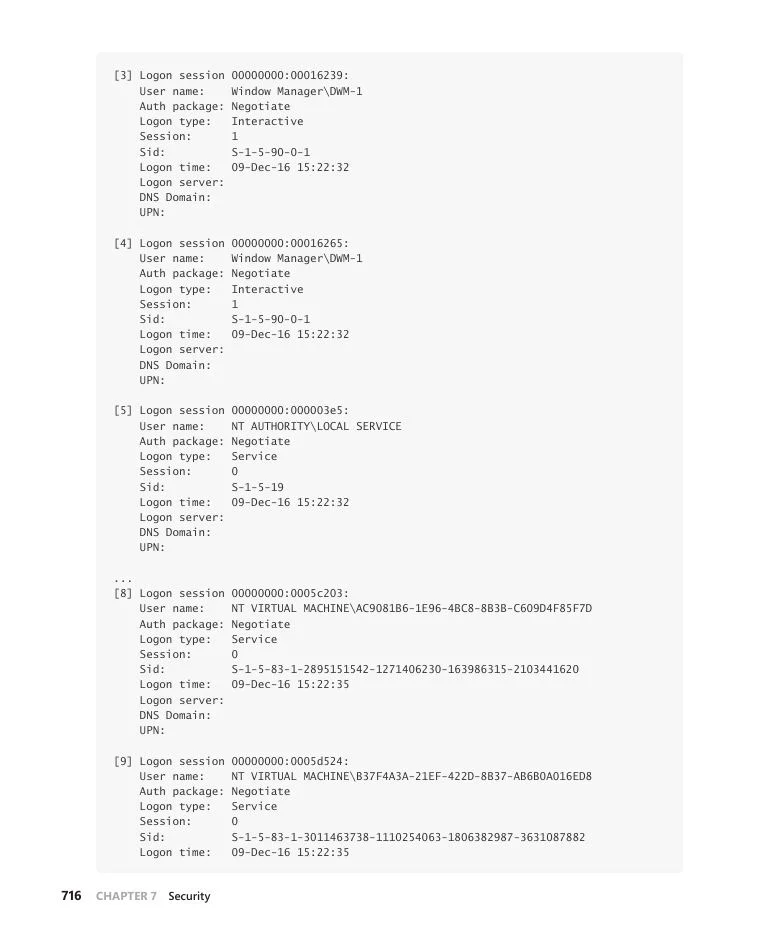 [3] Logon session 00000000:00016239:
    User name:    Window Manager\DWM-1
    Auth package: Negotiate
    Logon type:   Interactive
    Session:      1
    Sid:          S-1-5-90-0-1
    Logon time:   09-Dec-16 15:22:32
    Logon server:
    DNS Domain:
    UPN:

[4] Logon session 00000000:00016265:
    User name:    Window Manager\DWM-1
    Auth package: Negotiate
    Logon type:   Interactive
    Session:      1
    Sid:          S-1-5-90-0-1
    Logon time:   09-Dec-16 15:22:32
    Logon server:
    DNS Domain:
    UPN:

[5] Logon session 00000000:000003e5:
    User name:    NT AUTHORITY\LOCAL SERVICE
    Auth package: Negotiate
    Logon type:   Service
    Session:      0
    Sid:          S-1-5-19
    Logon time:   09-Dec-16 15:22:32
    Logon server:
    DNS Domain:
    UPN:

...
[8] Logon session 00000000:0005c203:
    User name:    NT VIRTUAL MACHINE\AC9081B6-1E96-4BC8-8B3B-C609D4F85F7D
    Auth package: Negotiate
    Logon type:   Service
    Session:      0
    Sid:          S-1-5-83-1-2895151542-1271406230-163986315-2103441620
    Logon time:   09-Dec-16 15:22:35
    Logon server:
    DNS Domain:
    UPN:

[9] Logon session 00000000:0005d524:
    User name:    NT VIRTUAL MACHINE\B37F4A3A-21EF-422D-8B37-AB6B0A016ED8
    Auth package: Negotiate
    Logon type:   Service
    Session:      0
    Sid:          S-1-5-83-1-3011463738-1110254063-1806382987-3631087882
    Logon time:   09-Dec-16 15:22:35
716 CHAPTER 7 Security